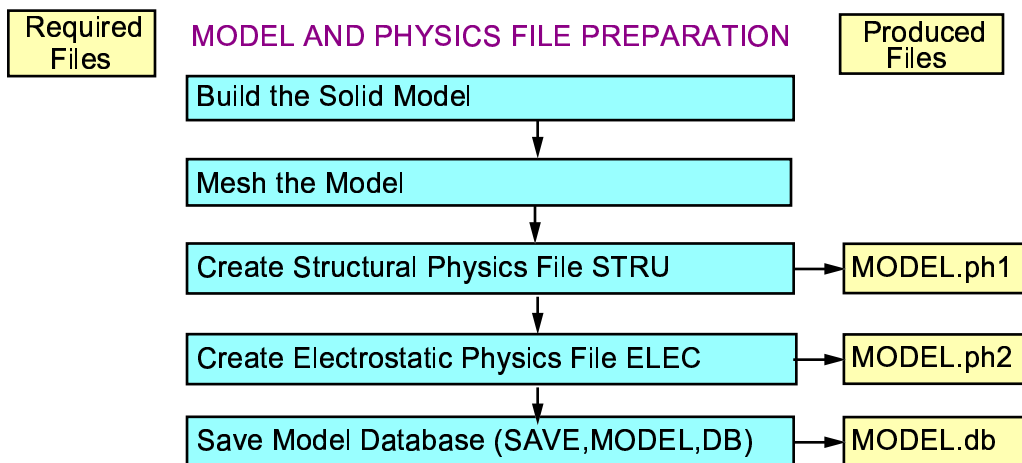 Required
Files
MODEL AND PHYSICS FILE PREPARATION
Produced
Files
Build the Solid Model
Mesh the Model
Create Structural Physics File STRU
MODEL.ph1
Create Electrostatic Physics File ELEC
MODEL.ph2
Save Model Database (SAVE,MODEL,DB)
MODEL.db